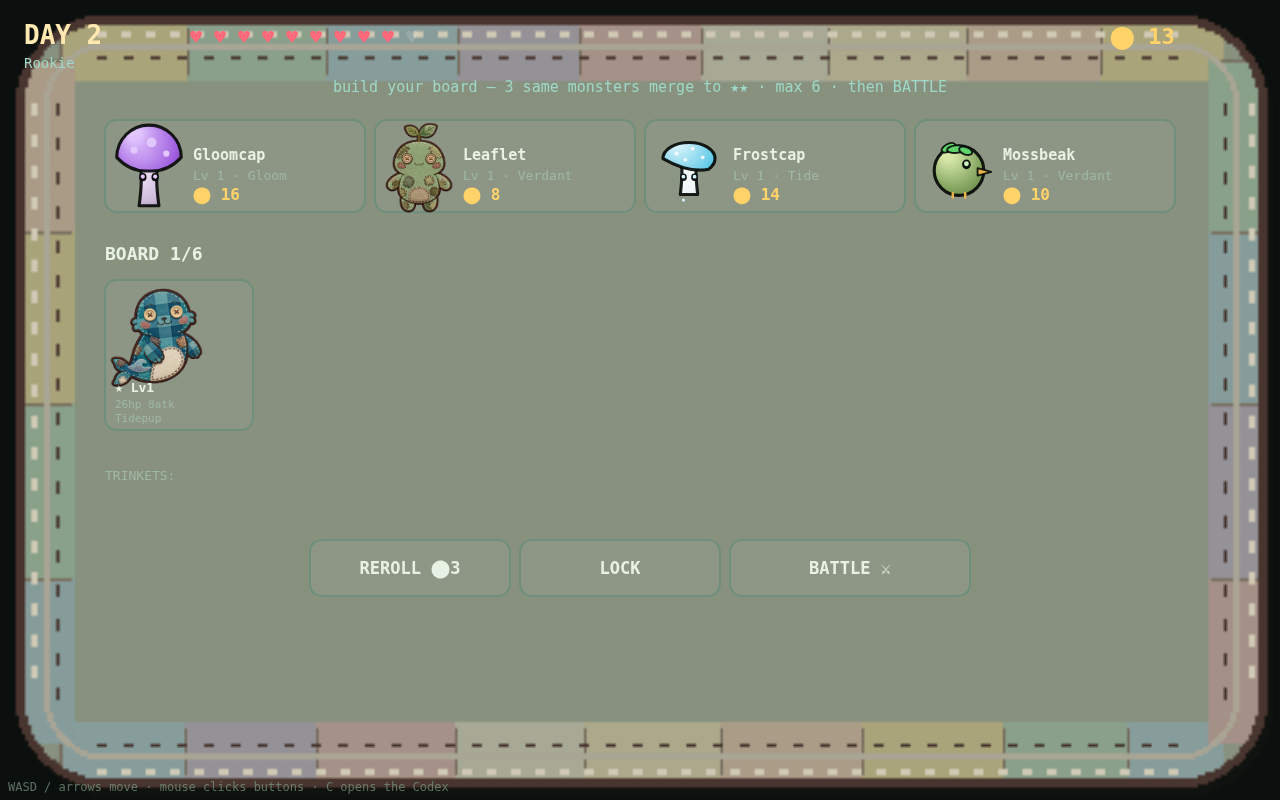 DAY 2
13
Rookie
build your board — 3 same monsters merge to ★★ · max 6 · then BATTLE
Gloomcap
Lv 1 · Gloom
16
Leaflet
Lv 1 · Verdant
8
Frostcap
Lv 1 · Tide
14
Mossbeak
Lv 1 · Verdant
10
BOARD 1/6
★ Lv1
26hp 8atk
Tidepup
TRINKETS:
REROLL ⬤3
LOCK
BATTLE ⚔
WASD / arrows move · mouse clicks buttons · C opens the Codex